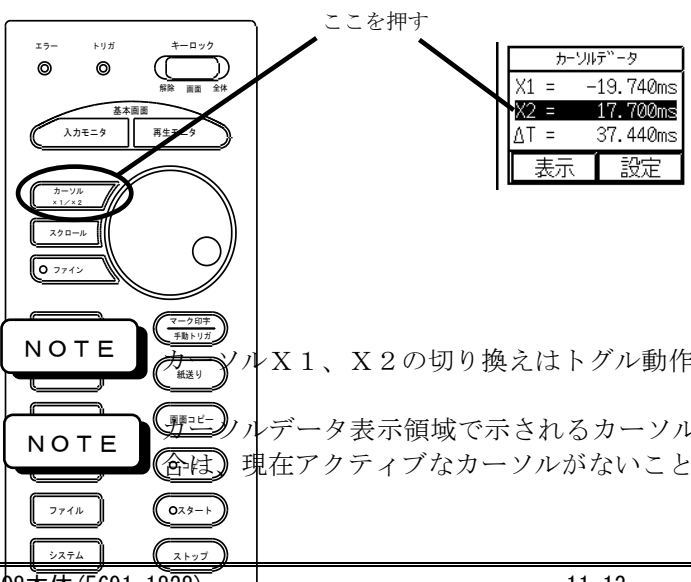 ここを押す
エラー
トリガ
キーロック
解除 画面 全体
基本画面
入力モニタ
再生モニタ
カーソル
×1/×2
スクロール
ファイン
カーソルデータ
X1 = -19.740ms
X2 = 17.700ms
ΔT = 37.440ms
表示 設定
マーク印字
手動トリガ
NOTE
カーソルX1、X2の切り換えはトグル動作
紙送り
画面コピー
NOTE
カーソルデータ表示領域で示されるカーソル
合は、現在アクティブなカーソルがないこと
ファイル
スタート
システム
ストップ